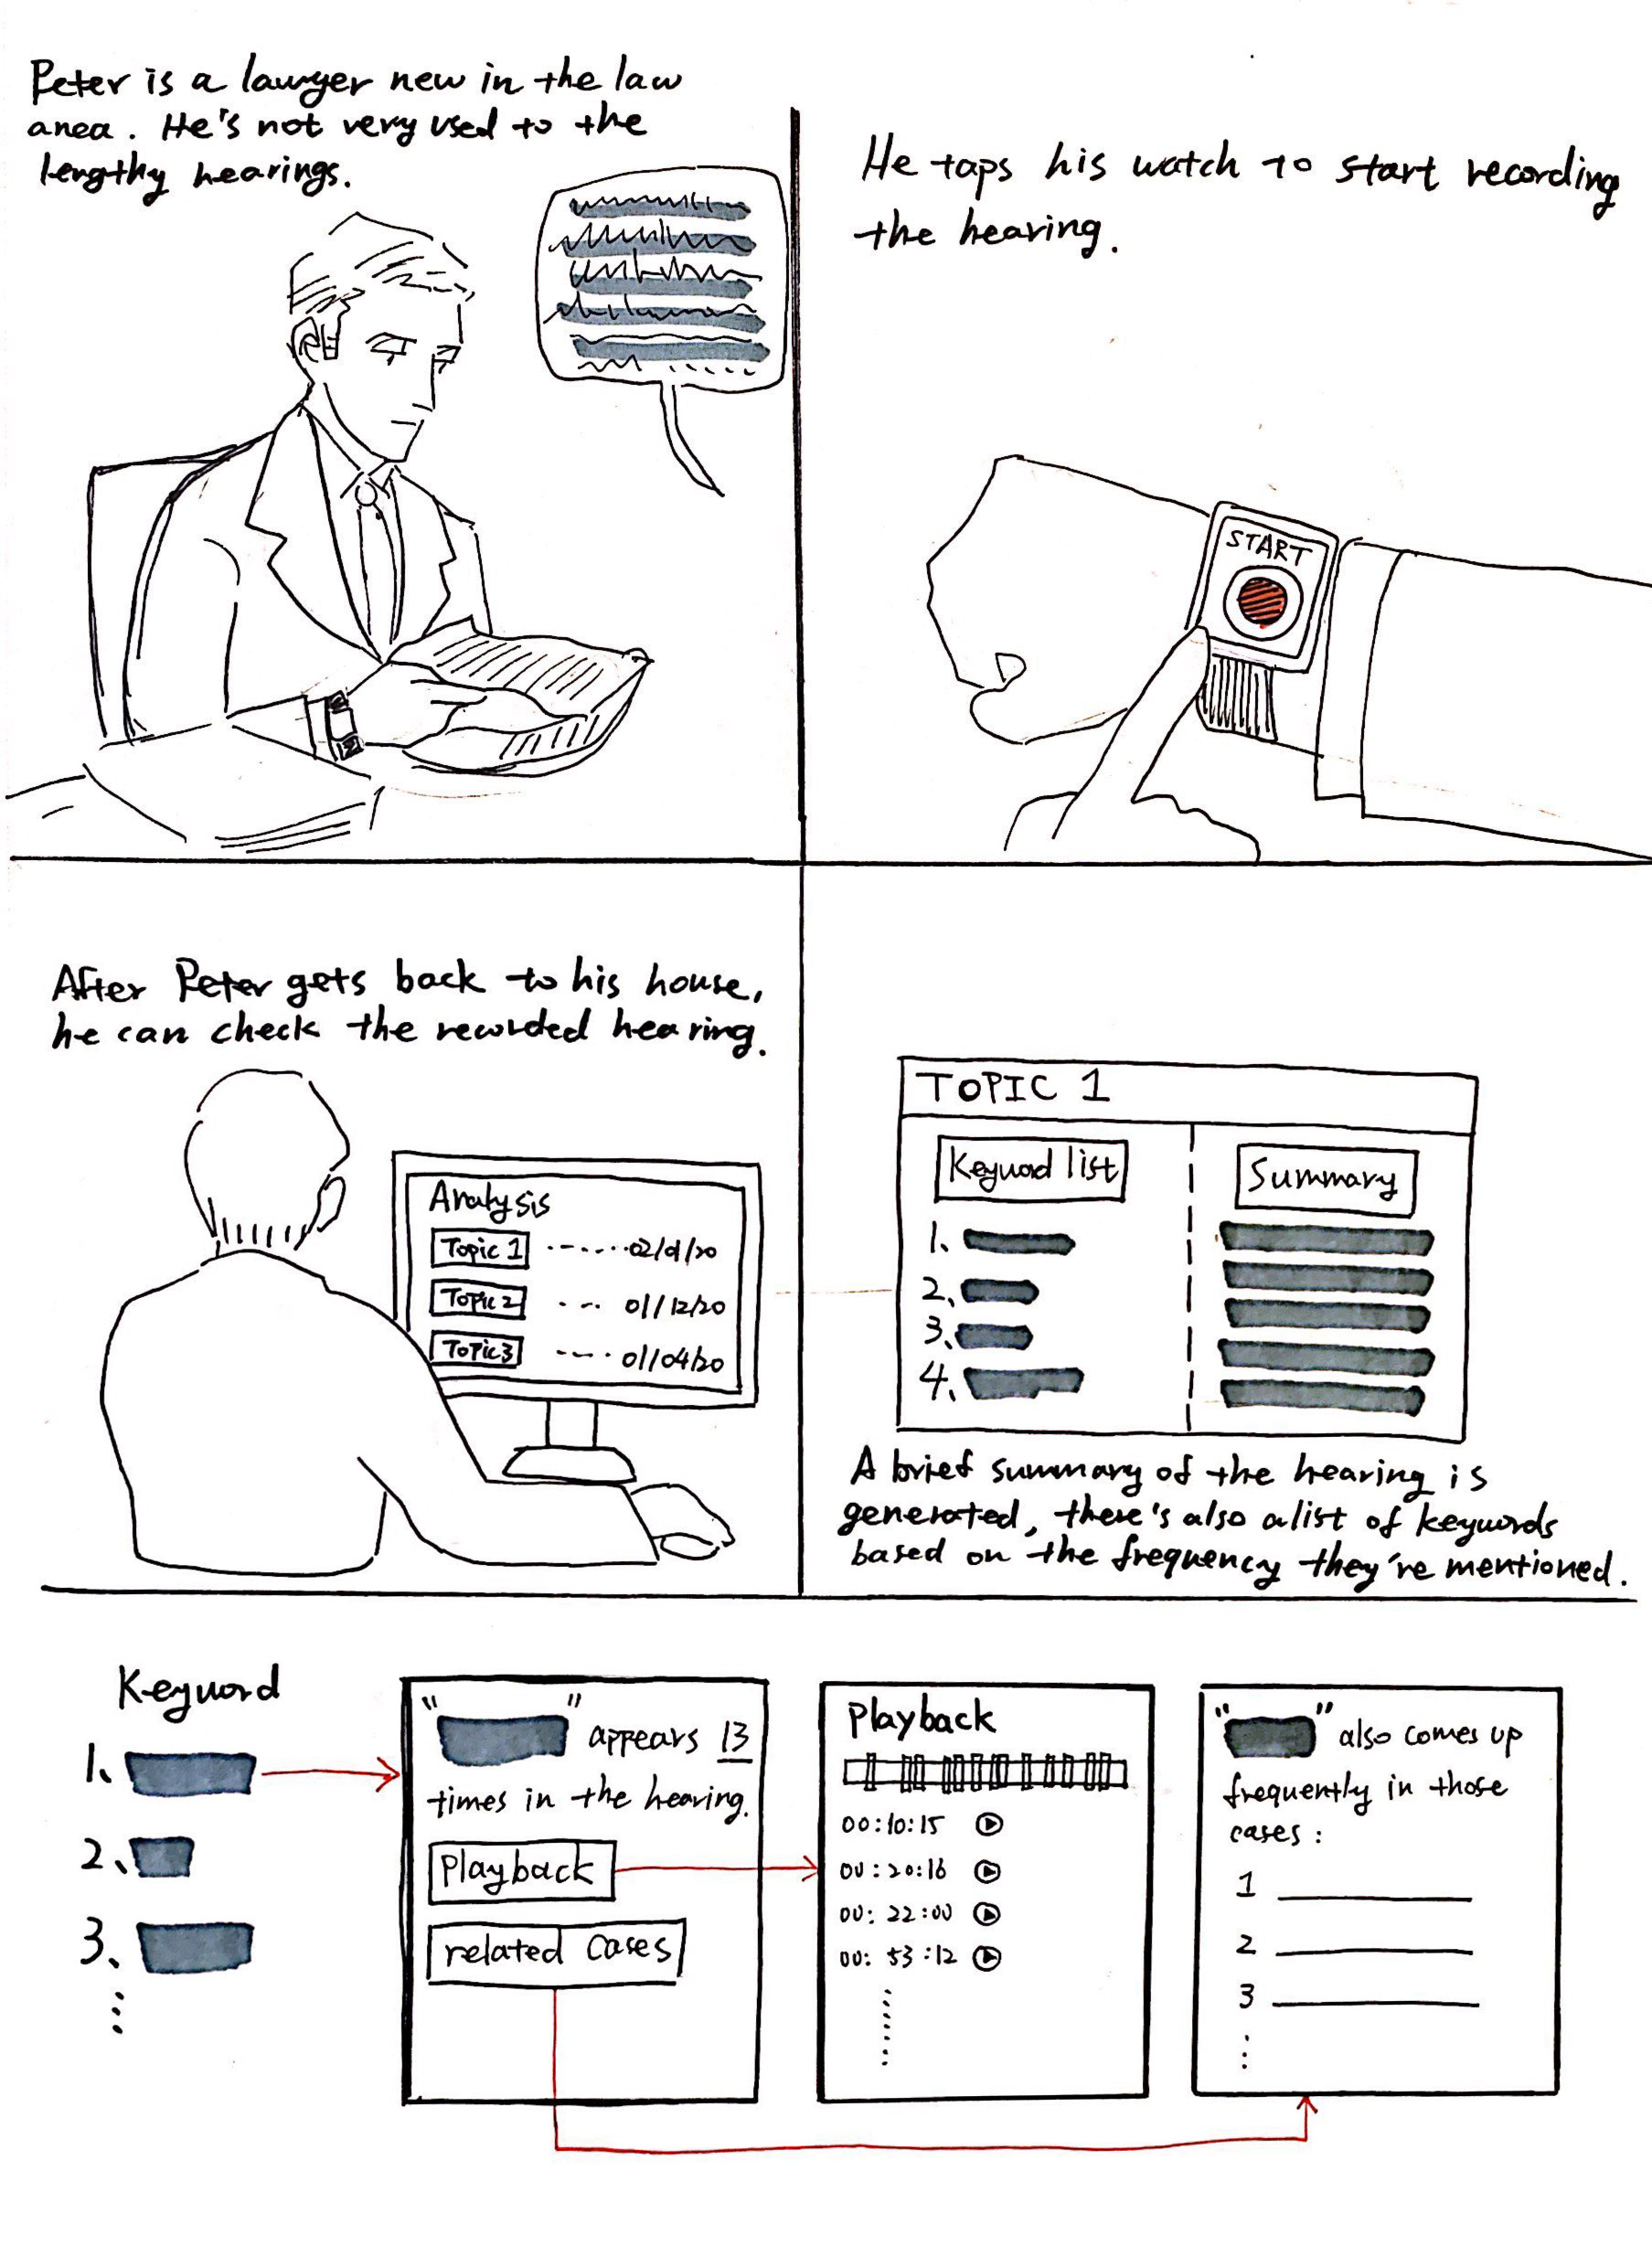 Peter is a lawyer new in the law
anea. He's not very used to the
lengthy hearings.
He taps his watch to start recording
the hearing.
START
After Peter gets back to his house,
he can check the recorded hearing.
Analysis
Topic 1 ------02/01/20
Topic 2 --- 01/12/20
Topic3 ---- 01/04/20
TOPIC 1
Keyword list
Summary
1.
2.
3.
4.
A brief summary of the hearing is
generated, there's also a list of keywords
based on the frequency they're mentioned.
Keyword
1.
2.
3.
" " appears 13
times in the hearing.
Playback
related cases
Playback
00:10:15
00:20:16
00:22:00
00:53:12
" " also comes up
frequently in those
cases:
1
2
3